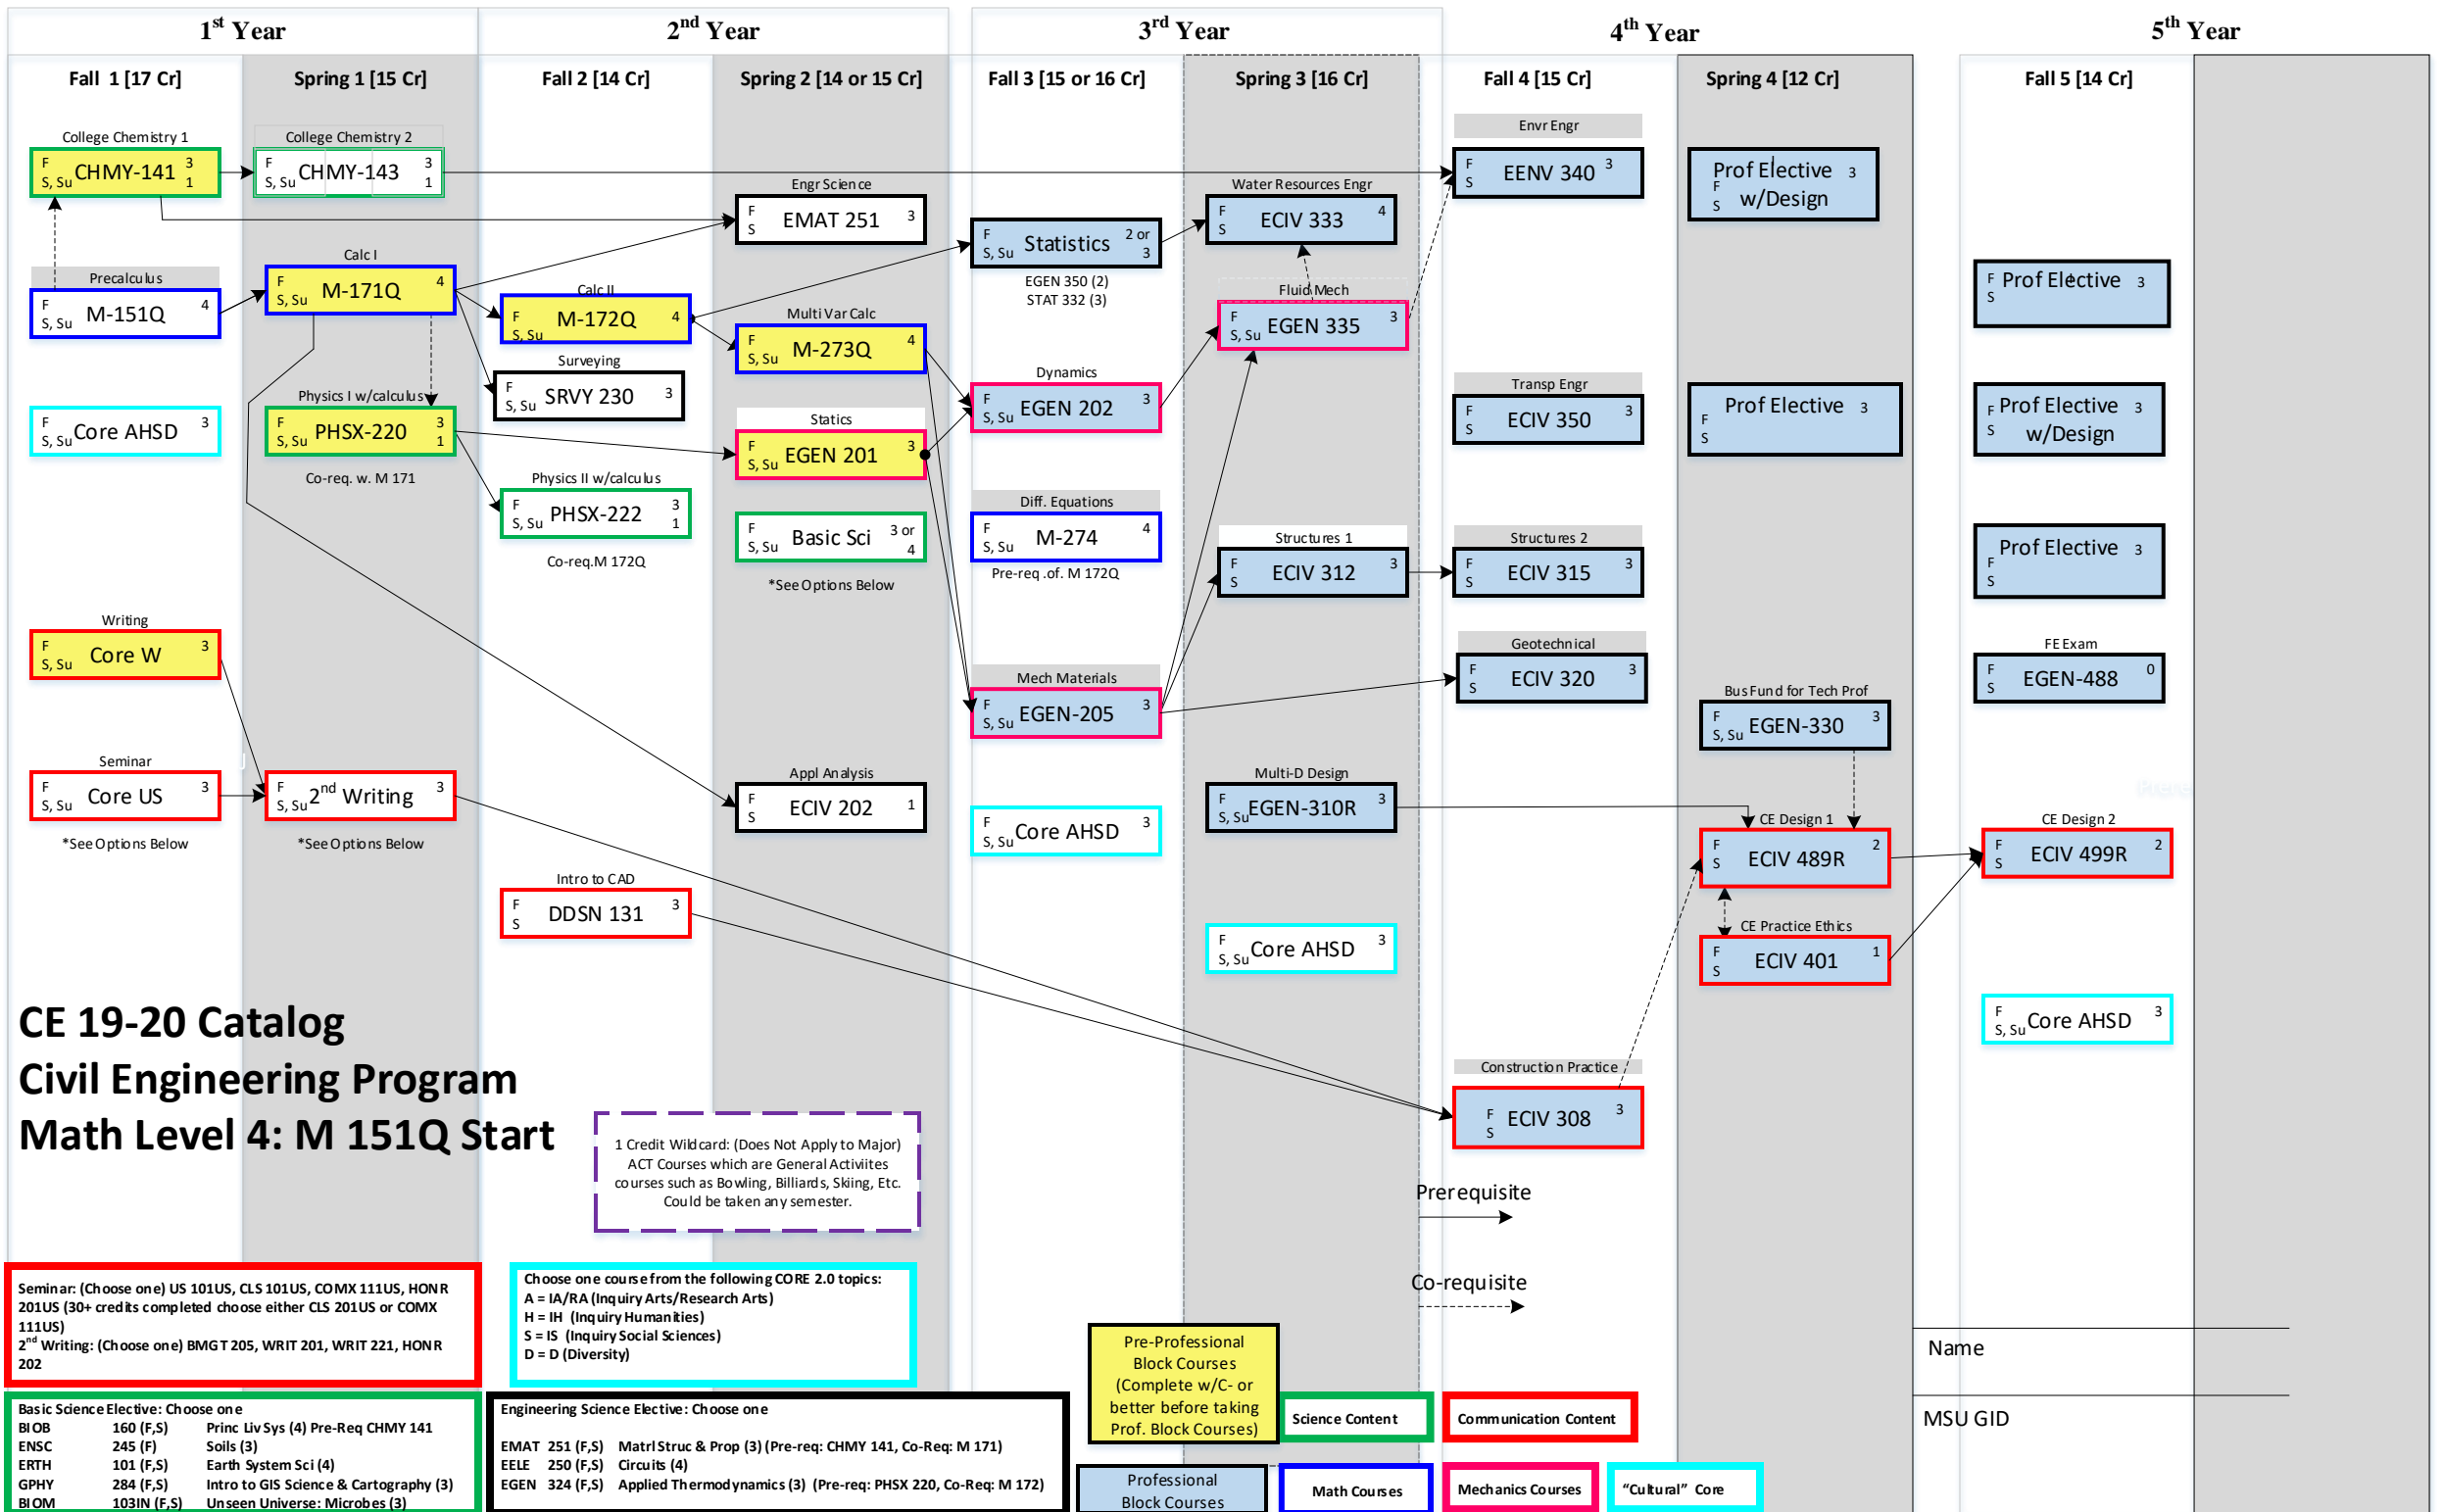 1st Year
2nd Year
3rd Year
4th Year
5th Year
Fall 1 [17 Cr]
Spring 1 [15 Cr]
Fall 2 [14 Cr]
Spring 2 [14 or 15 Cr]
Fall 3 [15 or 16 Cr]
Spring 3 [16 Cr]
Fall 4 [15 Cr]
Spring 4 [12 Cr]
Fall 5 [14 Cr]
College Chemistry 1
F
S, Su
CHMY-141
3
1
Precalculus
F
S, Su
M-151Q
4
F
S, Su
Core AHSD
3
Writing
F
S, Su
Core W
3
Seminar
F
S, Su
Core US
3
*See Options Below
College Chemistry 2
F
S, Su
CHMY-143
3
1
Calc I
F
S, Su
M-171Q
4
Physics I w/calculus
F
S, Su
PHSX-220
3
1
Co-req. w. M 171
F
S, Su
2nd Writing
3
*See Options Below
Calc II
F
S, Su
M-172Q
4
Surveying
F
S, Su
SRVY 230
3
Physics II w/calculus
F
S, Su
PHSX-222
3
1
Co-req.M 172Q
Intro to CAD
F
S
DDSN 131
3
Engr Science
F
S
EMAT 251
3
Multi Var Calc
F
S, Su
M-273Q
4
Statics
F
S, Su
EGEN 201
3
F
S, Su
Basic Sci
3 or
4
*See Options Below
Appl Analysis
F
S
ECIV 202
1
F
S, Su
Statistics
2 or
3
EGEN 350 (2)
STAT 332 (3)
Dynamics
F
S, Su
EGEN 202
3
Diff. Equations
F
S, Su
M-274
4
Pre-req .of. M 172Q
Mech Materials
F
S, Su
EGEN-205
3
F
S, Su
Core AHSD
3
Water Resources Engr
F
S
ECIV 333
4
Fluid Mech
F
S, Su
EGEN 335
3
Structures 1
F
S
ECIV 312
3
Multi-D Design
F
S, Su
EGEN-310R
3
F
S, Su
Core AHSD
3
Envr Engr
F
S
EENV 340
3
Transp Engr
F
S
ECIV 350
3
Structures 2
F
S
ECIV 315
3
Geotechnical
F
S
ECIV 320
3
Construction Practice
F
S
ECIV 308
3
Prof Elective
w/Design
F
S
3
Prof Elective
F
S
3
Bus Fund for Tech Prof
F
S, Su
EGEN-330
3
CE Design 1
F
S
ECIV 489R
2
CE Practice Ethics
F
S
ECIV 401
1
F
S
Prof Elective
3
F
S
Prof Elective
w/Design
3
F
S
Prof Elective
3
FE Exam
F
S
EGEN-488
0
CE Design 2
F
S
ECIV 499R
2
F
S, Su
Core AHSD
3
CE 19-20 Catalog
Civil Engineering Program
Math Level 4: M 151Q Start
1 Credit Wildcard: (Does Not Apply to Major)
ACT Courses which are General Activiites
courses such as Bowling, Billiards, Skiing, Etc.
Could be taken any semester.
Prerequisite
Co-requisite
Seminar: (Choose one) US 101US, CLS 101US, COMX 111US, HONR
201US (30+ credits completed choose either CLS 201US or COMX
111US)
2nd Writing: (Choose one) BMGT 205, WRIT 201, WRIT 221, HONR
202
Choose one course from the following CORE 2.0 topics:
A = IA/RA (Inquiry Arts/Research Arts)
H = IH (Inquiry Humanities)
S = IS (Inquiry Social Sciences)
D = D (Diversity)
Basic Science Elective: Choose one
BIOB 160 (F,S) Princ Liv Sys (4) Pre-Req CHMY 141
ENSC 245 (F) Soils (3)
ERTH 101 (F,S) Earth System Sci (4)
GPHY 284 (F,S) Intro to GIS Science & Cartography (3)
BIOM 103IN (F,S) Unseen Universe: Microbes (3)
Engineering Science Elective: Choose one
EMAT 251 (F,S) Matrl Struc & Prop (3) (Pre-req: CHMY 141, Co-Req: M 171)
EELE 250 (F,S) Circuits (4)
EGEN 324 (F,S) Applied Thermodynamics (3) (Pre-req: PHSX 220, Co-Req: M 172)
Pre-Professional
Block Courses
(Complete w/C- or
better before taking
Prof. Block Courses)
Professional
Block Courses
Science Content
Communication Content
Math Courses
Mechanics Courses
"Cultural" Core
Name
MSU GID